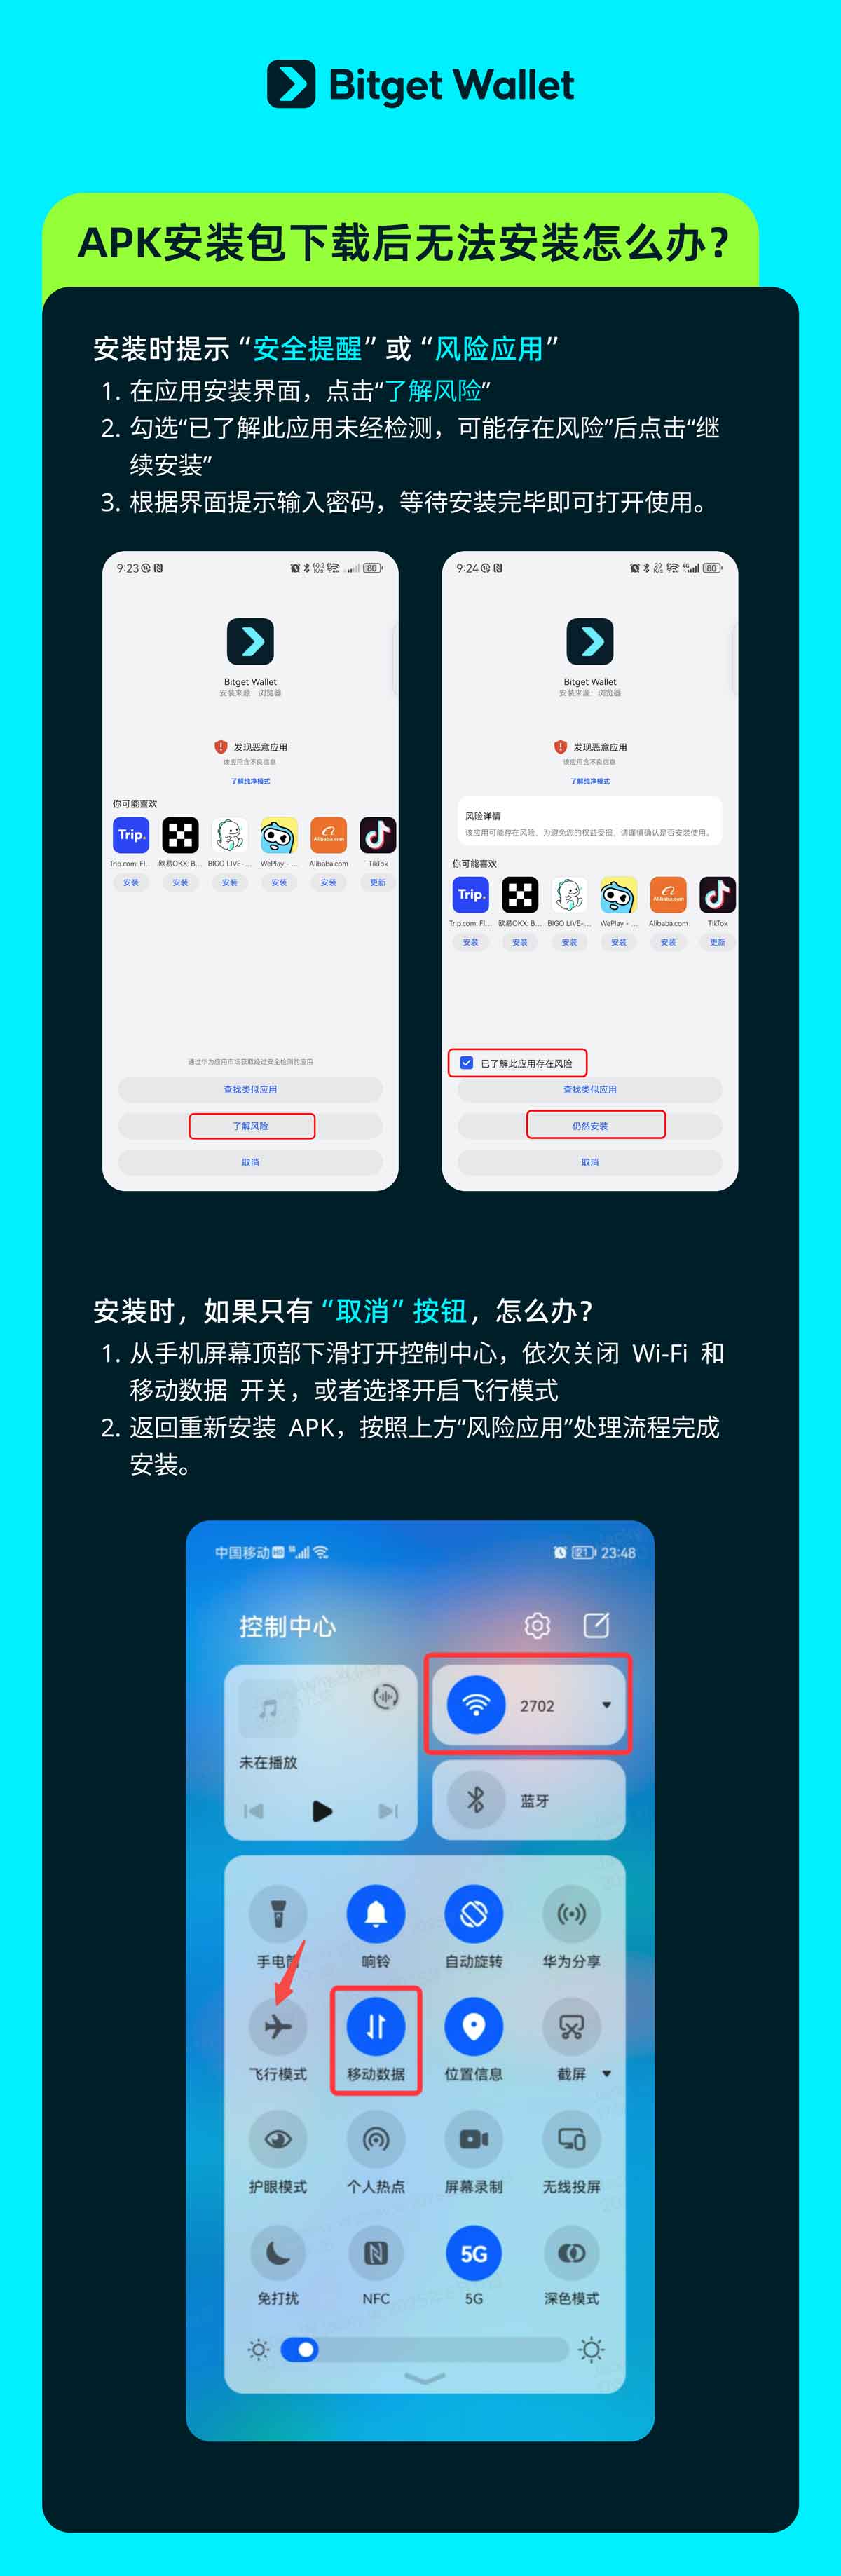 Bitget Wallet
APK安装包下载后无法安装怎么办?
安装时提示 “安全提醒” 或 “风险应用”
1. 在应用安装界面，点击“了解风险”
2. 勾选“已了解此应用未经检测，可能存在风险”后点击“继
续安装”
3. 根据界面提示输入密码，等待安装完毕即可打开使用。
9:23
80
Bitget Wallet
安装来源：浏览器
发现恶意应用
该应用含不良信息
了解纯净模式
你可能喜欢
Trip.
Alibaba.com
Trip.com: Fl... 欧易OKX: B... BIGO LIVE-... WePlay - ... Alibaba.com TikTok
安装 安装 安装 安装 安装 更新
通过华为应用市场获取经过安全检测的应用
查找类似应用
了解风险
取消
9:24
80
Bitget Wallet
安装来源：浏览器
发现恶意应用
该应用含不良信息
了解纯净模式
风险详情
该应用可能存在风险，为避免您的权益受损，请谨慎确认是否安装使用。
你可能喜欢
Trip.
Alibaba.com
Trip.com: Fl... 欧易OKX: B... BIGO LIVE-... WePlay - ... Alibaba.com TikTok
安装 安装 安装 安装 安装 更新
已了解此应用存在风险
查找类似应用
仍然安装
取消
安装时，如果只有 “取消” 按钮，怎么办?
1. 从手机屏幕顶部下滑打开控制中心，依次关闭 Wi-Fi 和
移动数据 开关，或者选择开启飞行模式
2. 返回重新安装 APK，按照上方“风险应用”处理流程完成
安装。
中国移动 HD 5G 21 23:48
控制中心
2702
未在播放
蓝牙
手电筒 响铃 自动旋转 华为分享
飞行模式 移动数据 位置信息 截屏
护眼模式 个人热点 屏幕录制 无线投屏
5G
免打扰 NFC 5G 深色模式